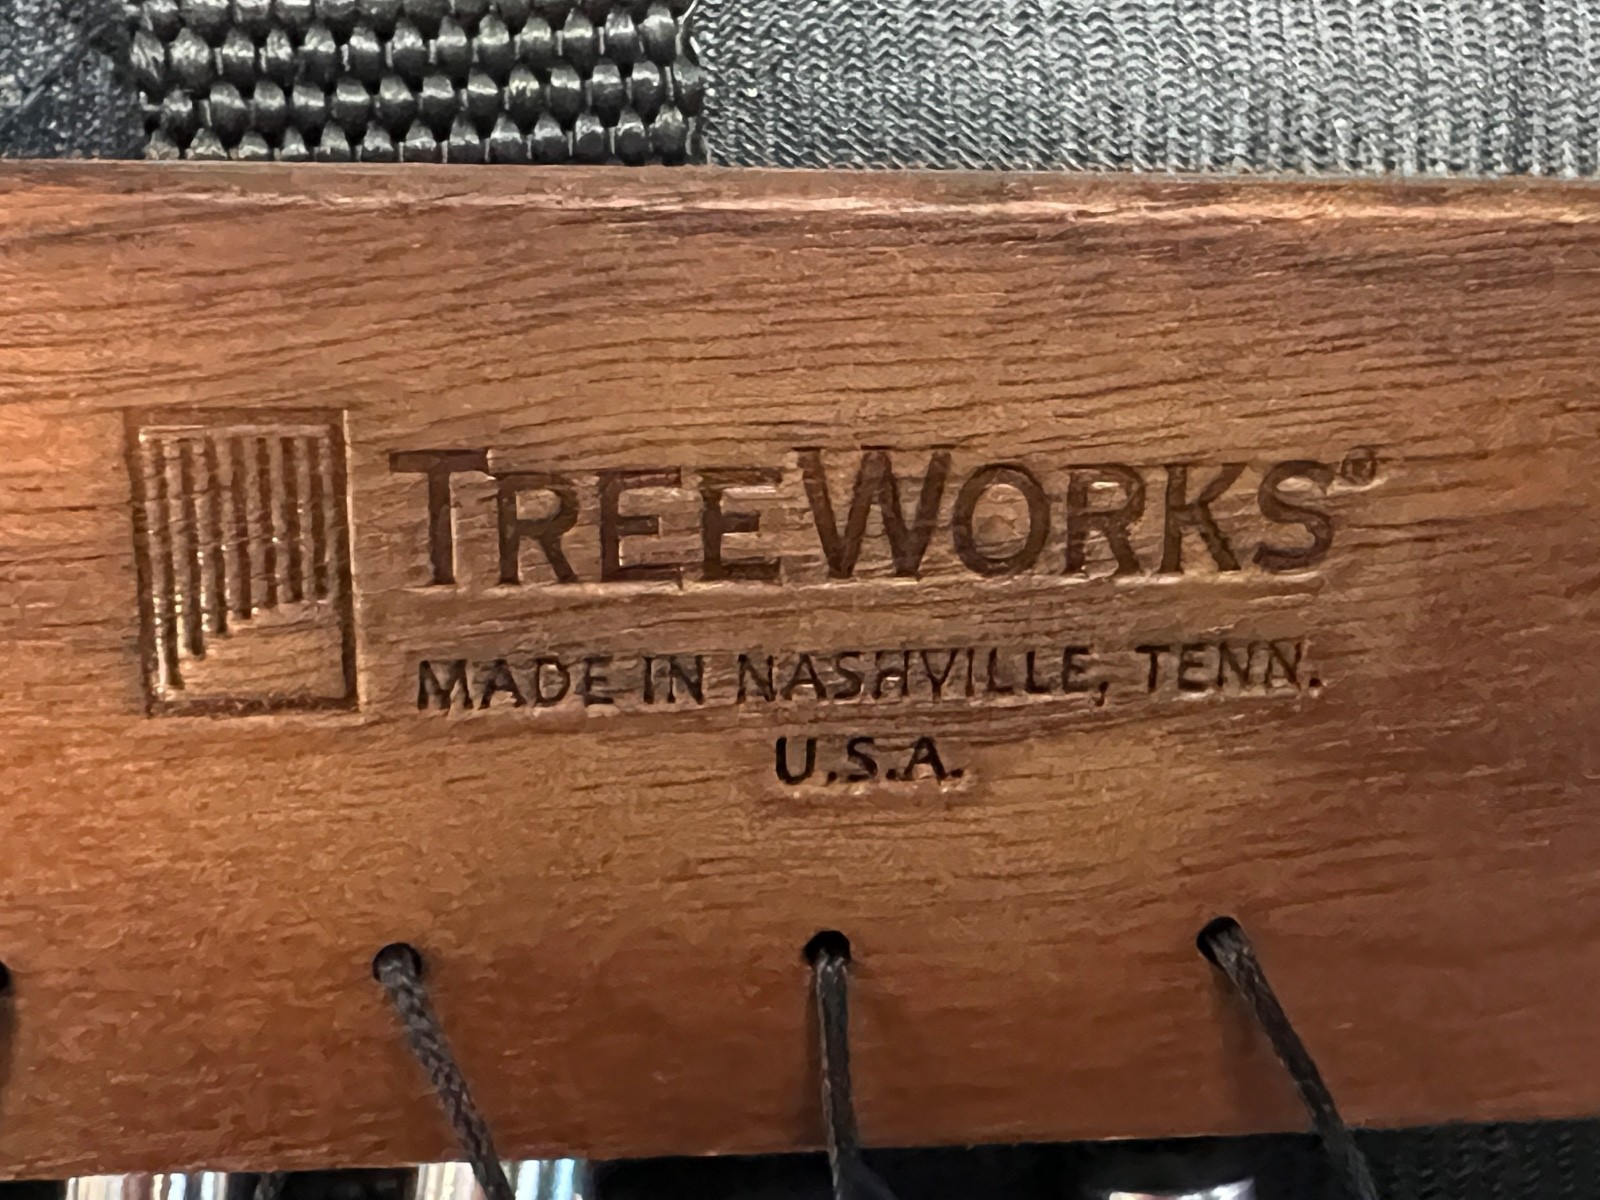 TREEWORKS®
MADE IN NASHVILLE, TENN.
U.S.A.